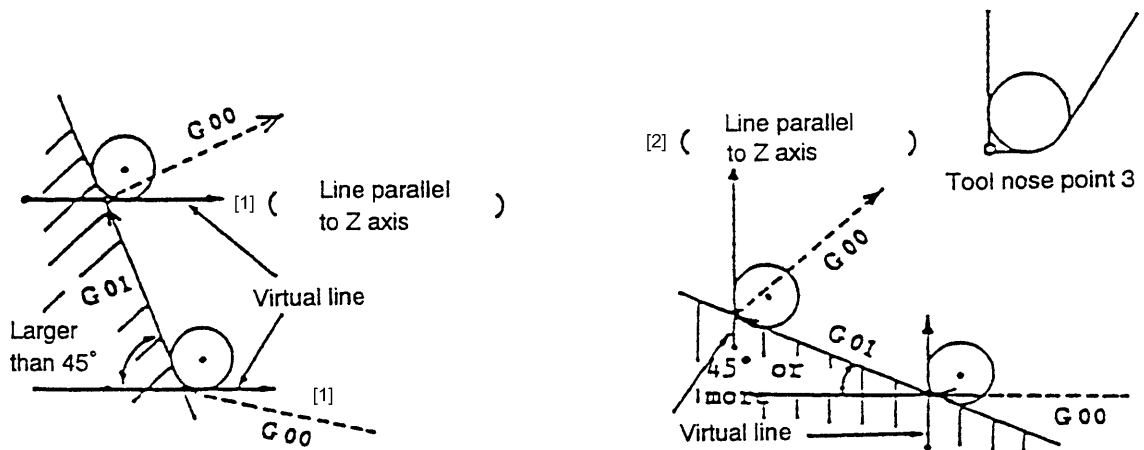 G00
[1] ( Line parallel
to Z axis )
G01
Virtual line
Larger
than 45°
[1]
G00
[2] ( Line parallel
to Z axis )
Tool nose point 3
G00
G01
45° or
more
G00
Virtual line